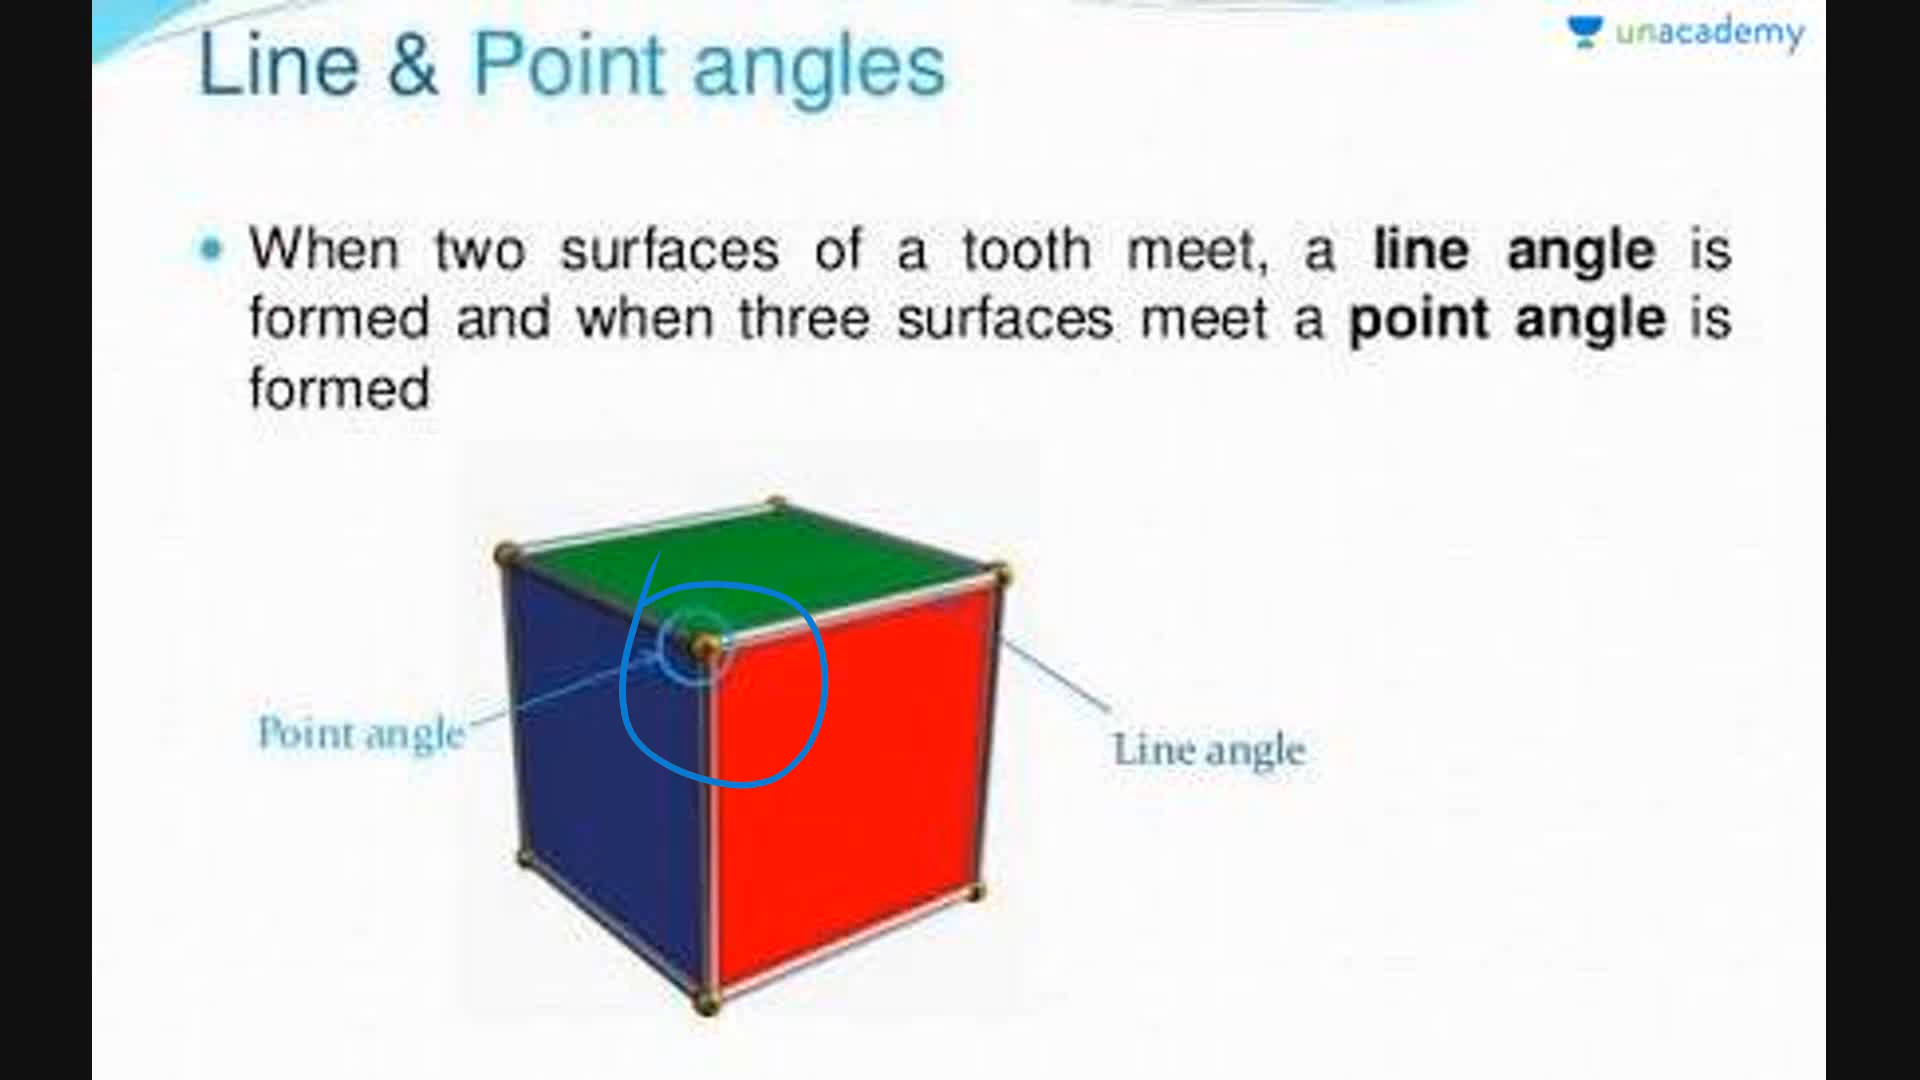 unacademy
Line & Point angles
When two surfaces of a tooth meet, a line angle is
formed and when three surfaces meet a point angle is
formed
Point angle
Line angle